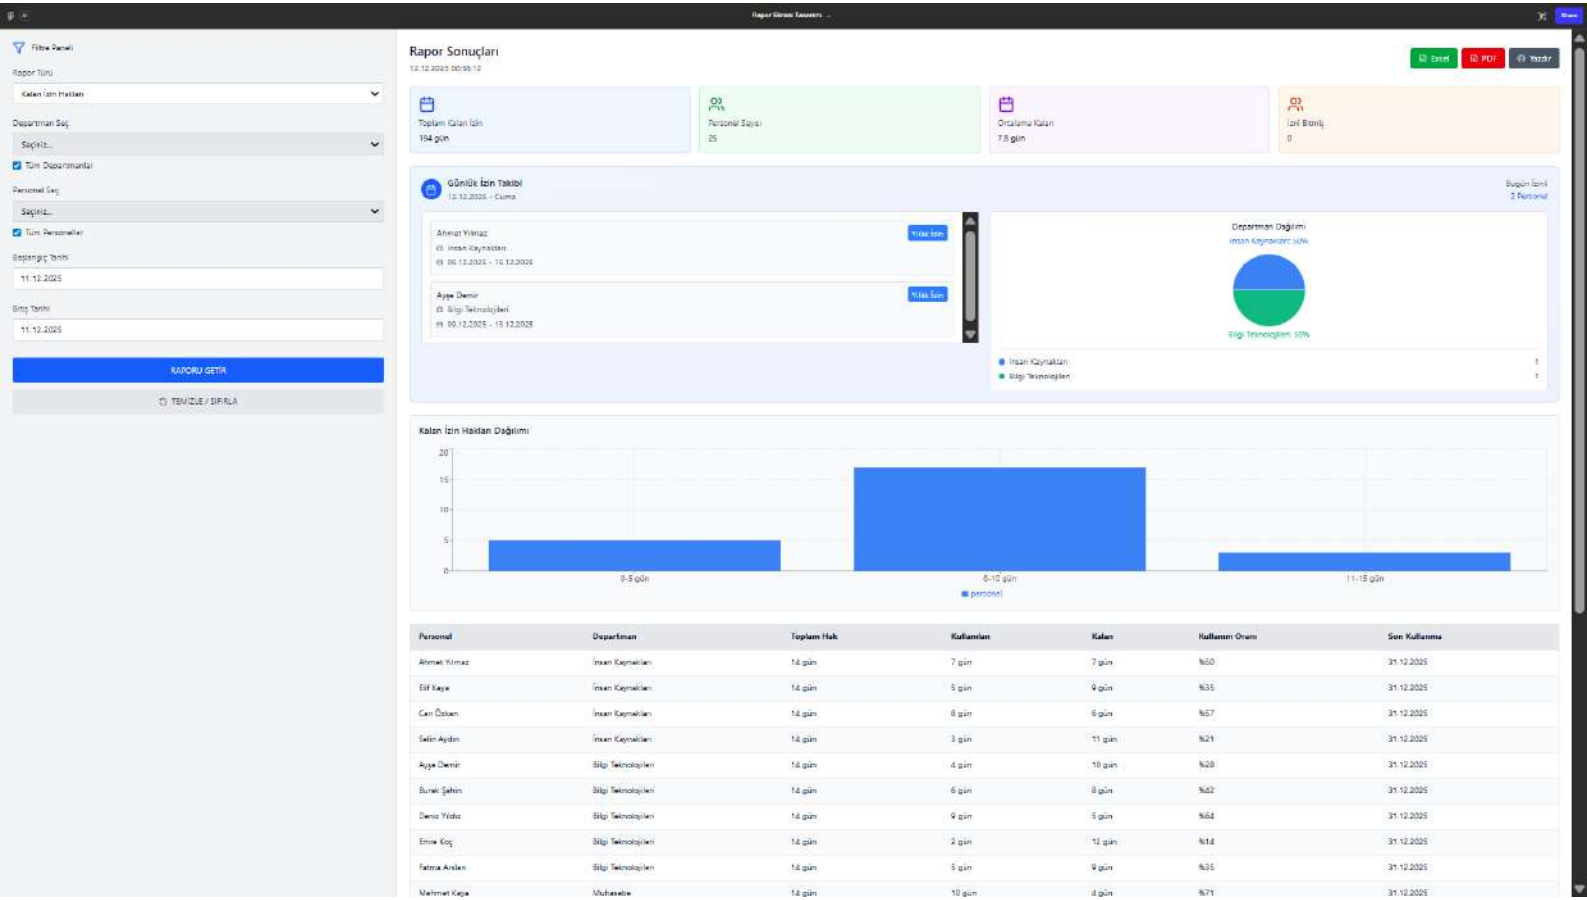 Rapor Ekranı Tasarımı
Share
Filtre Paneli
Rapor Türü
Kalan İzin Hakları
Departman Seç
Seçiniz...
Tüm Departmanlar
Personel Seç
Seçiniz...
Tüm Personeller
Başlangıç Tarihi
11.12.2025
Bitiş Tarihi
11.12.2025
RAPORU GETİR
TEMİZLE / SIFIRLA
Rapor Sonuçları
12.12.2025 00:56:12
Excel PDF Yazdır
Toplam Kalan İzin
194 gün
Personel Sayısı
25
Ortalama Kalan
7.8 gün
İzni Bitmiş
0
Günlük İzin Takibi
12.12.2025 - Cuma
Bugün İzinli
2 Personel
Ahmet Yılmaz
Yıllık İzin
İnsan Kaynakları
Ayşe Demir
Yıllık İzin
Bilgi Teknolojileri
Departman Dağılımı
İnsan Kaynakları: 50%
Bilgi Teknolojileri: 50%
İnsan Kaynakları 1
Bilgi Teknolojileri 1
Kalan İzin Hakları Dağılımı
20
15
10
5
0
0-5 gün 6-10 gün 11-15 gün
personel
Personel Departman Toplam Hak Kullanılan Kalan Kullanım Oranı Son Kullanma
Ahmet Yılmaz İnsan Kaynakları 14 gün 7 gün 7 gün %50 31.12.2025
Elif Kaya İnsan Kaynakları 14 gün 5 gün 9 gün %35 31.12.2025
Can Özkan İnsan Kaynakları 14 gün 8 gün 6 gün %57 31.12.2025
Selin Aydın İnsan Kaynakları 14 gün 3 gün 11 gün %21 31.12.2025
Ayşe Demir Bilgi Teknolojileri 14 gün 4 gün 10 gün %28 31.12.2025
Burak Şahin Bilgi Teknolojileri 14 gün 6 gün 8 gün %42 31.12.2025
Deniz Yıldız Bilgi Teknolojileri 14 gün 9 gün 5 gün %64 31.12.2025
Emre Koç Bilgi Teknolojileri 14 gün 2 gün 12 gün %14 31.12.2025
Fatma Arslan Bilgi Teknolojileri 14 gün 5 gün 9 gün %35 31.12.2025
Mehmet Kaya Muhasebe 14 gün 10 gün 4 gün %71 31.12.2025